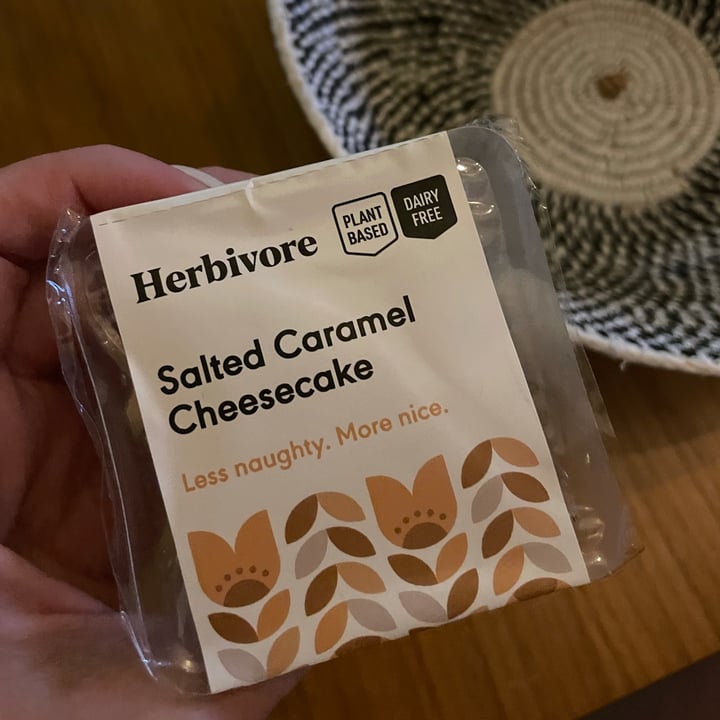 Herbivore
PLANT
BASED
DAIRY
FREE
Salted Caramel
Cheesecake
Less naughty. More nice.